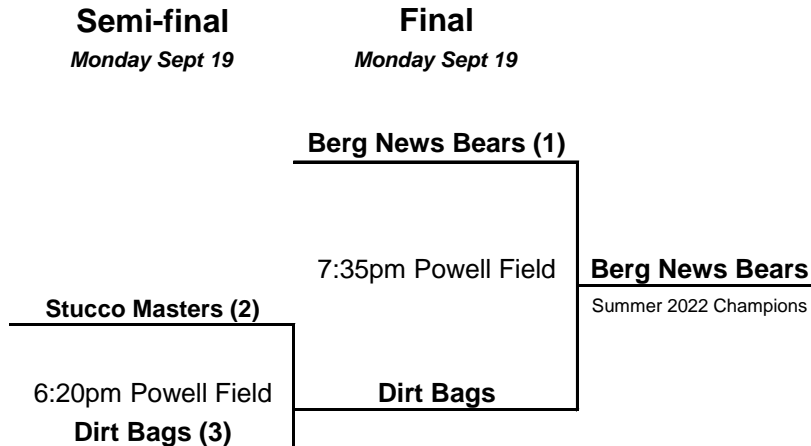 Semi-final Final
Monday Sept 19 Monday Sept 19
Berg News Bears (1)
7:35pm Powell Field
Berg News Bears
Summer 2022 Champions
Stucco Masters (2)
6:20pm Powell Field
Dirt Bags
Dirt Bags (3)